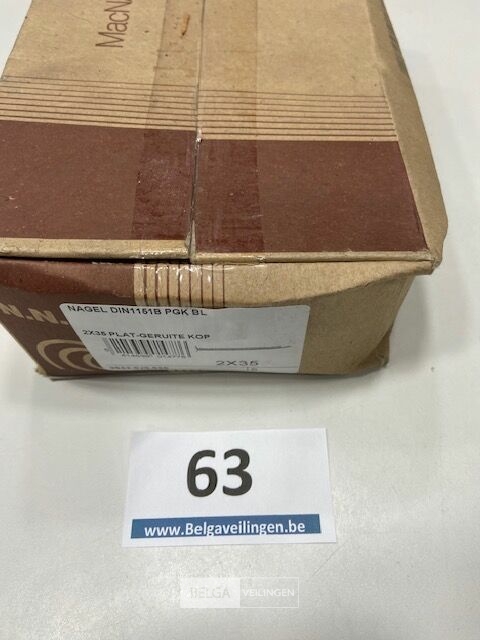 MacN
N.N.
NAGEL DIN1151B PGK BL
2X35 PLAT-GERUITE KOP
2X35
63
www.Belgaveilingen.be
BELGA VEILINGEN